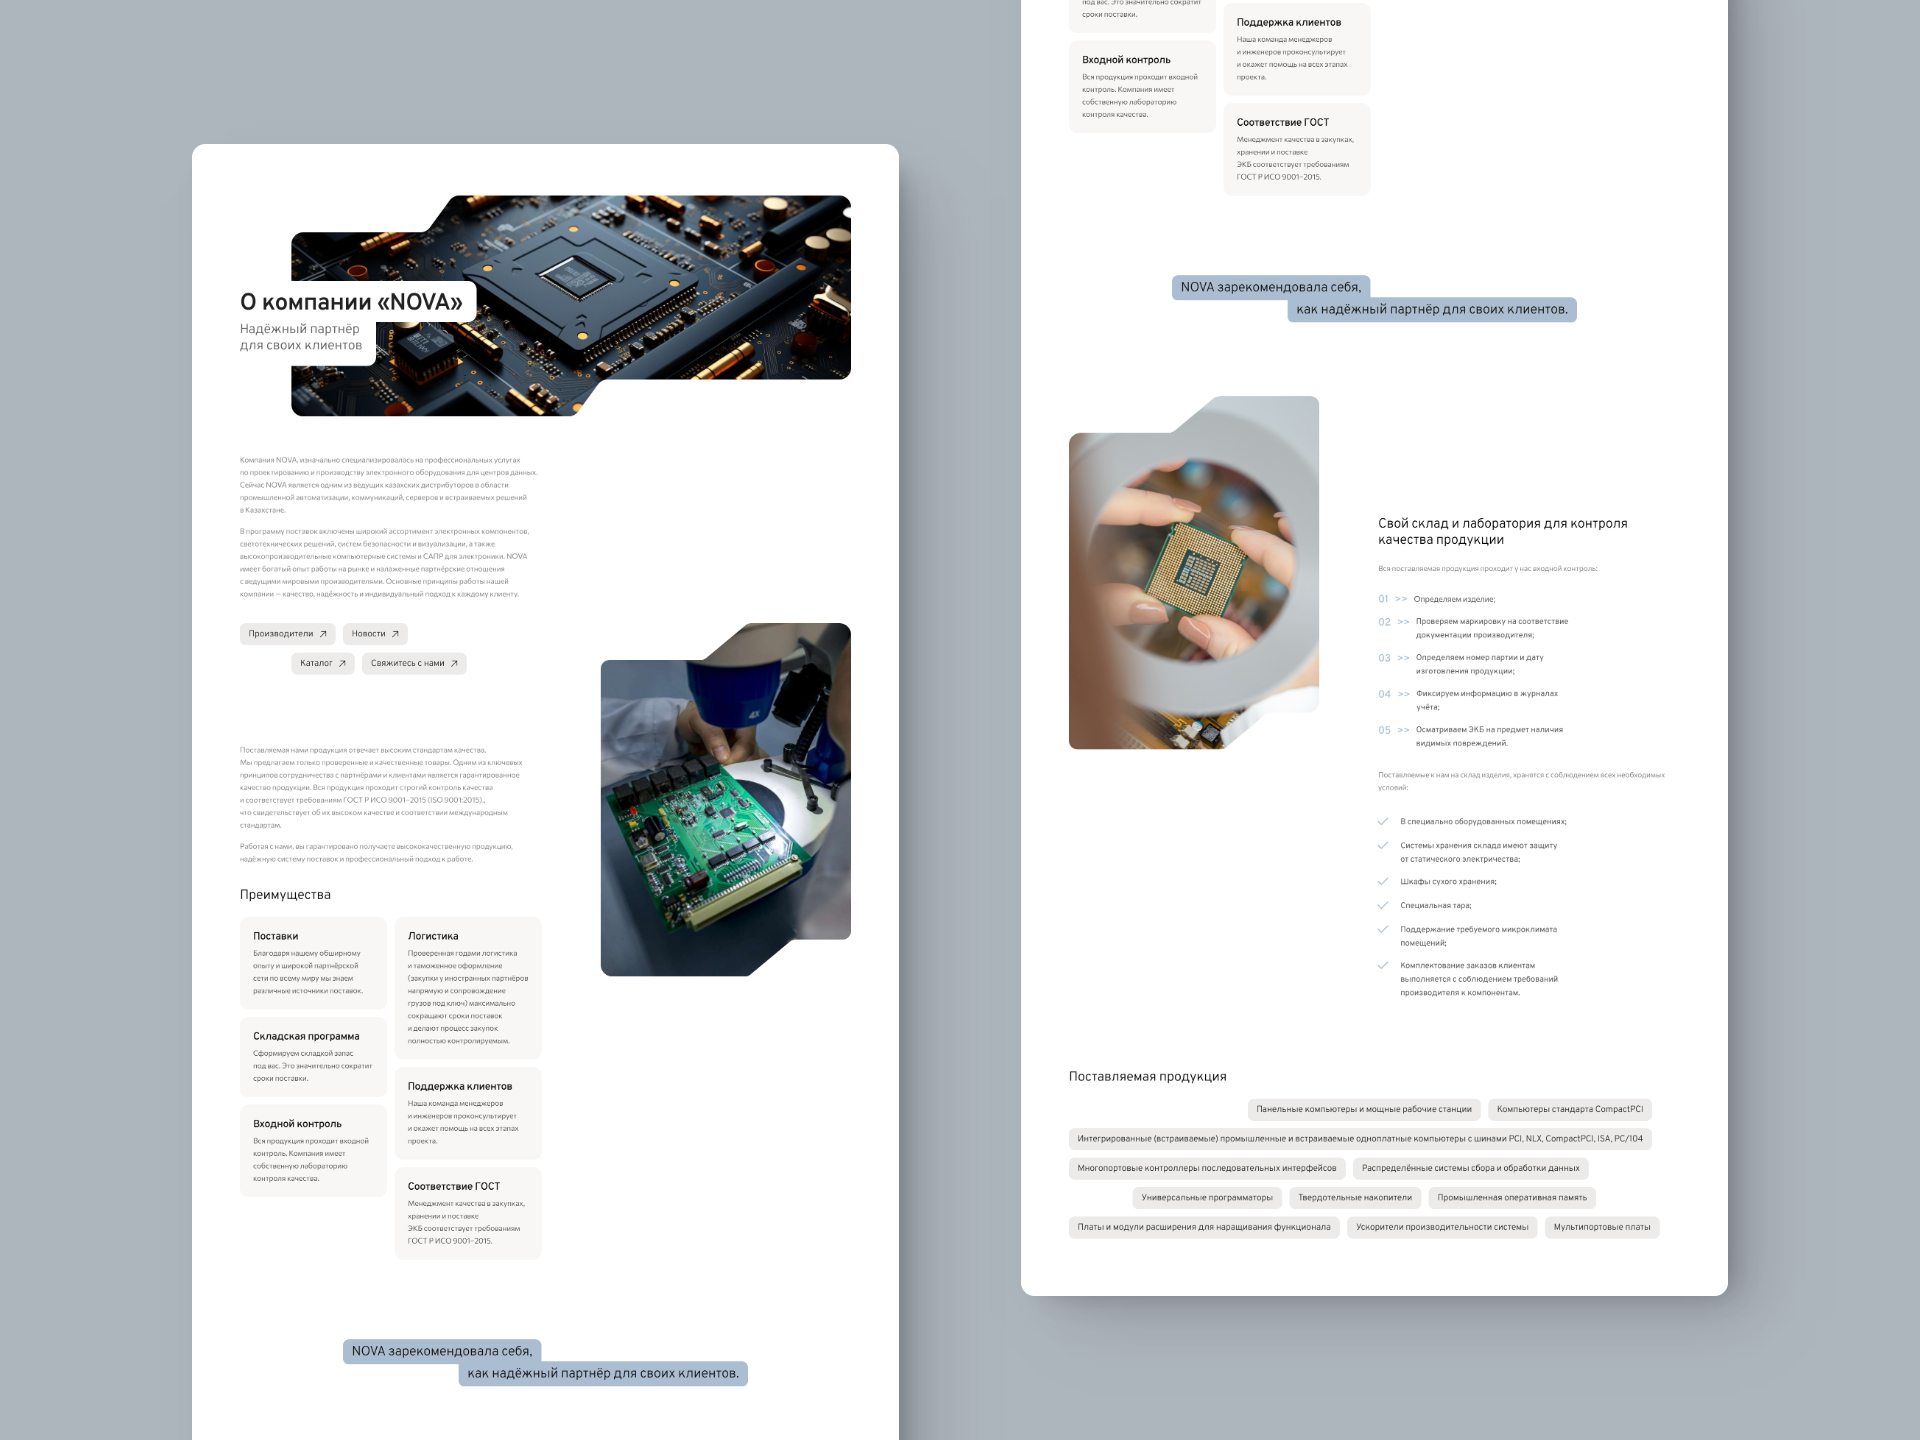 О компании «NOVA»
Надёжный партнёр
для своих клиентов
Компания NOVA, изначально специализировалась на профессиональных услугах
по проектированию и производству электронного оборудования для центров данных.
Сейчас NOVA является одним из ведущих казахских дистрибуторов в области
промышленной автоматизации, коммуникаций, серверов и встраиваемых решений
в Казахстане.
В программу поставок включены широкий ассортимент электронных компонентов,
светотехнических решений, систем безопасности и визуализации, а также
высокопроизводительные компьютерные системы и САПР для электроники. NOVA
имеет богатый опыт работы на рынке и налаженные партнёрские отношения
с ведущими мировыми производителями. Основные принципы работы нашей
компании — качество, надёжность и индивидуальный подход к каждому клиенту.
Производители
Новости
Каталог
Свяжитесь с нами
Поставляемая нами продукция отвечает высоким стандартам качества.
Мы предлагаем только проверенные и качественные товары. Одним из ключевых
принципов сотрудничества с партнёрами и клиентами является гарантированное
качество продукции. Вся продукция проходит строгий контроль качества
и соответствует требованиям ГОСТ Р ИСО 9001–2015 (ISO 9001:2015).,
что свидетельствует об их высоком качестве и соответствии международным
стандартам.
Работая с нами, вы гарантировано получаете высококачественную продукцию,
надёжную систему поставок и профессиональный подход к работе.
Преимущества
Поставки
Благодаря нашему обширному
опыту и широкой партнёрской
сети по всему миру мы знаем
различные источники поставок.
Складская программа
Сформируем складкой запас
под вас. Это значительно сократит
сроки поставки.
Входной контроль
Вся продукция проходит входной
контроль. Компания имеет
собственную лабораторию
контроля качества.
Логистика
Проверенная годами логистика
и таможенное оформление
(закупки у иностранных партнёров
напрямую и сопровождение
грузов под ключ) максимально
сокращают сроки поставок
и делают процесс закупок
полностью контролируемым.
Поддержка клиентов
Наша команда менеджеров
и инженеров проконсультирует
и окажет помощь на всех этапах
проекта.
Соответствие ГОСТ
Менеджмент качества в закупках,
хранении и поставке
ЭКБ соответствует требованиям
ГОСТ Р ИСО 9001–2015.
NOVA зарекомендовала себя,
как надёжный партнёр для своих клиентов.
под вас. Это значительно сократит
сроки поставки.
Входной контроль
Вся продукция проходит входной
контроль. Компания имеет
собственную лабораторию
контроля качества.
Поддержка клиентов
Наша команда менеджеров
и инженеров проконсультирует
и окажет помощь на всех этапах
проекта.
Соответствие ГОСТ
Менеджмент качества в закупках,
хранении и поставке
ЭКБ соответствует требованиям
ГОСТ Р ИСО 9001–2015.
NOVA зарекомендовала себя,
как надёжный партнёр для своих клиентов.
Свой склад и лаборатория для контроля
качества продукции
Вся поставляемая продукция проходит у нас входной контроль:
01 >> Определяем изделие;
02 >> Проверяем маркировку на соответствие
документации производителя;
03 >> Определяем номер партии и дату
изготовления продукции;
04 >> Фиксируем информацию в журналах
учёта;
05 >> Осматриваем ЭКБ на предмет наличия
видимых повреждений.
Поставляемые к нам на склад изделия, хранятся с соблюдением всех необходимых
условий:
В специально оборудованных помещениях;
Системы хранения склада имеют защиту
от статического электричества;
Шкафы сухого хранения;
Специальная тара;
Поддержание требуемого микроклимата
помещений;
Комплектование заказов клиентам
выполняется с соблюдением требований
производителя к компонентам.
Поставляемая продукция
Панельные компьютеры и мощные рабочие станции
Компьютеры стандарта CompactPCI
Интегрированные (встраиваемые) промышленные и встраиваемые одноплатные компьютеры с шинами PCI, NLX, CompactPCI, ISA, PC/104
Многопортовые контроллеры последовательных интерфейсов
Распределённые системы сбора и обработки данных
Универсальные программаторы
Твердотельные накопители
Промышленная оперативная память
Платы и модули расширения для наращивания функционала
Ускорители производительности системы
Мультипортовые платы